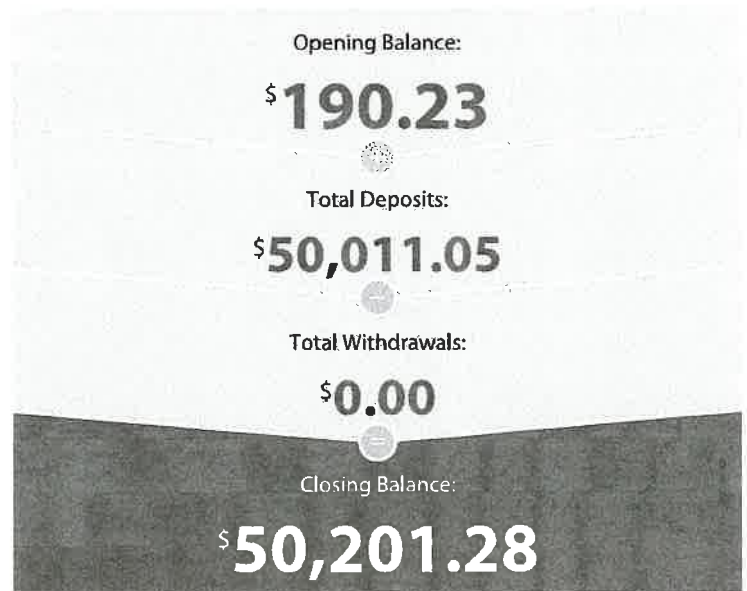 Opening Balance:
$190.23
+
Total Deposits:
$50,011.05
−
Total Withdrawals:
$0.00
=
Closing Balance:
$50,201.28